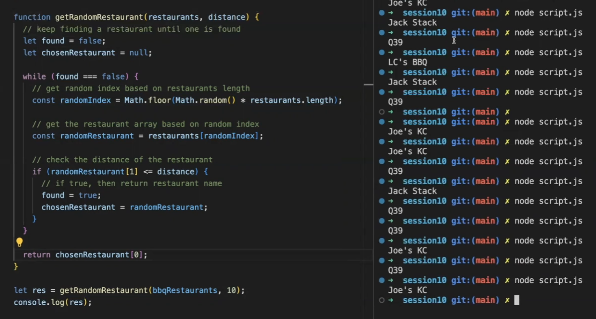 function getRandomRestaurant(restaurants, distance) {
// keep finding a restaurant until one is found
let found = false;
let chosenRestaurant = null;
while (found === false) {
// get random index based on restaurants length
const randomIndex = Math.floor(Math.random() * restaurants.length);
// get the restaurant array based on random index
const randomRestaurant = restaurants[randomIndex];
// check the distance of the restaurant
if (randomRestaurant[1] <= distance) {
// if true, then return restaurant name
found = true;
chosenRestaurant = randomRestaurant;
}
}
return chosenRestaurant[0];
}
let res = getRandomRestaurant(bbqRestaurants, 10);
console.log(res);
Joe's KC
➜ session10 git:(main) ✗ node script.js
Jack Stack
➜ session10 git:(main) ✗ node script.js
Q39
➜ session10 git:(main) ✗ node script.js
LC's BBQ
➜ session10 git:(main) ✗ node script.js
Jack Stack
➜ session10 git:(main) ✗ node script.js
Q39
➜ session10 git:(main) ✗
➜ session10 git:(main) ✗ node script.js
Joe's KC
➜ session10 git:(main) ✗ node script.js
Joe's KC
➜ session10 git:(main) ✗ node script.js
Q39
➜ session10 git:(main) ✗ node script.js
Jack Stack
➜ session10 git:(main) ✗ node script.js
Q39
➜ session10 git:(main) ✗ node script.js
Q39
➜ session10 git:(main) ✗ node script.js
Joe's KC
➜ session10 git:(main) ✗ node script.js
Q39
➜ session10 git:(main) ✗ node script.js
Joe's KC
➜ session10 git:(main) ✗